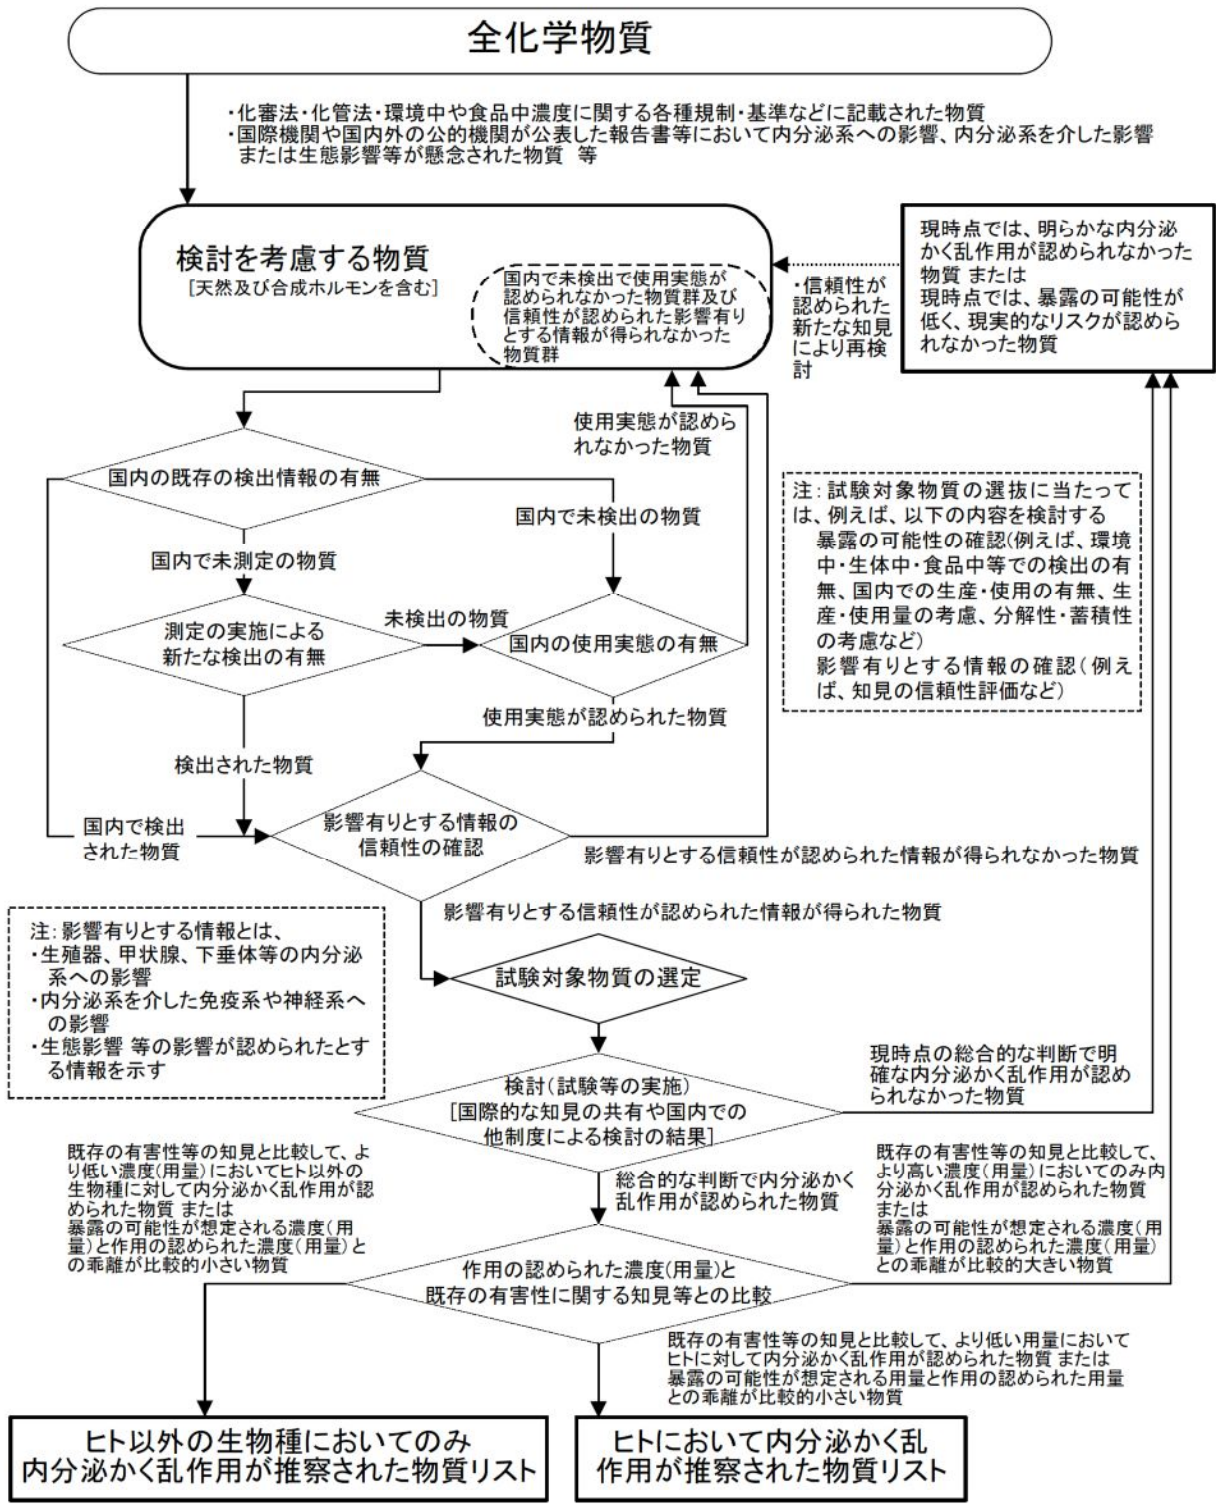 全化学物質
・化審法・化管法・環境中や食品中濃度に関する各種規制・基準などに記載された物質
・国際機関や国内外の公的機関が公表した報告書等において内分泌系への影響、内分泌系を介した影響
または生態影響等が懸念された物質 等
検討を考慮する物質
[天然及び合成ホルモンを含む]
国内で未検出で使用実態が
認められなかった物質群及び
信頼性が認められた影響有り
とする情報が得られなかった
物質群
・信頼性が
認められた
新たな知見
により再検
討
現時点では、明らかな内分泌
かく乱作用が認められなかった
物質 または
現時点では、暴露の可能性が
低く、現実的なリスクが認めら
れなかった物質
使用実態が認めら
れなかった物質
国内の既存の検出情報の有無
国内で未検出の物質
国内で未測定の物質
注：試験対象物質の選抜に当たって
は、例えば、以下の内容を検討する
暴露の可能性の確認(例えば、環境
中・生体中・食品中等での検出の有
無、国内での生産・使用の有無、生
産・使用量の考慮、分解性・蓄積性
の考慮など)
影響有りとする情報の確認(例え
ば、知見の信頼性評価など)
測定の実施による
新たな検出の有無
未検出の物質
国内の使用実態の有無
使用実態が認められた物質
検出された物質
国内で検出
された物質
影響有りとする情報の
信頼性の確認
影響有りとする信頼性が認められた情報が得られなかった物質
影響有りとする信頼性が認められた情報が得られた物質
注：影響有りとする情報とは、
・生殖器、甲状腺、下垂体等の内分泌
系への影響
・内分泌系を介した免疫系や神経系へ
の影響
・生態影響 等の影響が認められたとす
る情報を示す
試験対象物質の選定
検討(試験等の実施)
[国際的な知見の共有や国内での
他制度による検討の結果]
現時点の総合的な判断で明
確な内分泌かく乱作用が認め
られなかった物質
既存の有害性等の知見と比較して、よ
り低い濃度(用量)においてヒト以外の
生物種に対して内分泌かく乱作用が認
められた物質 または
暴露の可能性が想定される濃度(用
量)と作用の認められた濃度(用量)と
の乖離が比較的小さい物質
総合的な判断で内分泌かく
乱作用が認められた物質
既存の有害性等の知見と比較して、
より高い濃度(用量)においてのみ内
分泌かく乱作用が認められた物質
または
暴露の可能性が想定される濃度(用
量)と作用の認められた濃度(用量)
との乖離が比較的大きい物質
作用の認められた濃度(用量)と
既存の有害性に関する知見等との比較
既存の有害性等の知見と比較して、より低い用量において
ヒトに対して内分泌かく乱作用が認められた物質 または
暴露の可能性が想定される用量と作用の認められた用量
との乖離が比較的小さい物質
ヒト以外の生物種においてのみ
内分泌かく乱作用が推察された物質リスト
ヒトにおいて内分泌かく乱
作用が推察された物質リスト